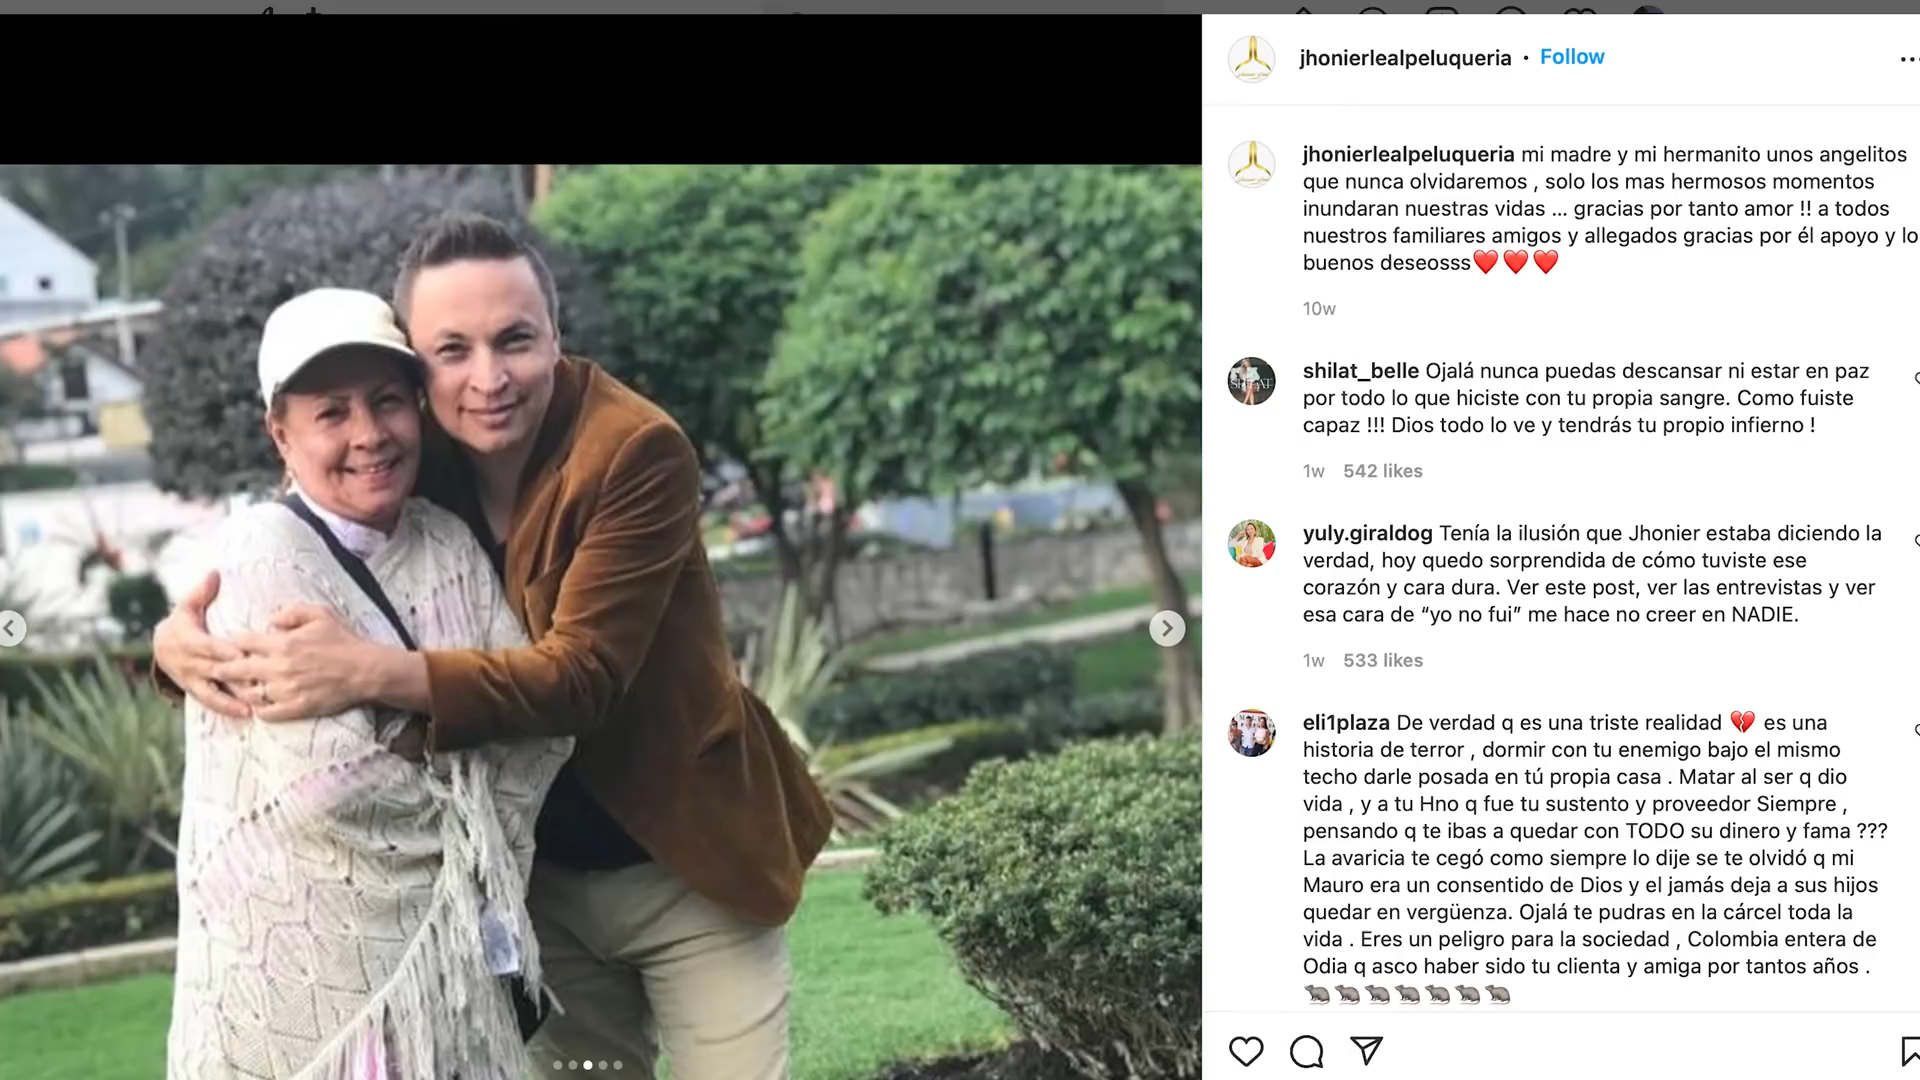 jhonierlealpeluqueria • Follow
jhonierlealpeluqueria mi madre y mi hermanito unos angelitos
que nunca olvidaremos , solo los mas hermosos momentos
inundaran nuestras vidas ... gracias por tanto amor !! a todos
nuestros familiares amigos y allegados gracias por él apoyo y lo
buenos deseosss❤️❤️❤️
10w
shilat_belle Ojalá nunca puedas descansar ni estar en paz
por todo lo que hiciste con tu propia sangre. Como fuiste
capaz !!! Dios todo lo ve y tendrás tu propio infierno !
1w 542 likes
yuly.giraldog Tenía la ilusión que Jhonier estaba diciendo la
verdad, hoy quedo sorprendida de cómo tuviste ese
corazón y cara dura. Ver este post, ver las entrevistas y ver
esa cara de “yo no fui” me hace no creer en NADIE.
1w 533 likes
eli1plaza De verdad q es una triste realidad 💔 es una
historia de terror , dormir con tu enemigo bajo el mismo
techo darle posada en tú propia casa . Matar al ser q dio
vida , y a tu Hno q fue tu sustento y proveedor Siempre ,
pensando q te ibas a quedar con TODO su dinero y fama ???
La avaricia te cegó como siempre lo dije se te olvidó q mi
Mauro era un consentido de Dios y el jamás deja a sus hijos
quedar en vergüenza. Ojalá te pudras en la cárcel toda la
vida . Eres un peligro para la sociedad , Colombia entera de
Odia q asco haber sido tu clienta y amiga por tantos años .
🐀🐀🐀🐀🐀🐀🐀